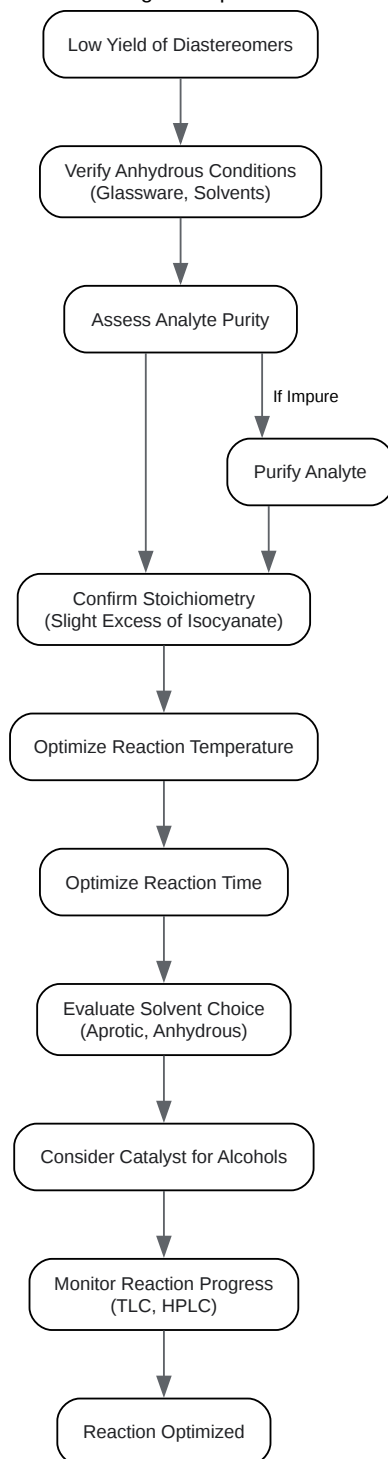 Low Yield of Diastereomers
Verify Anhydrous Conditions
(Glassware, Solvents)
Assess Analyte Purity
If Impure
Purify Analyte
Confirm Stoichiometry
(Slight Excess of Isocyanate)
Optimize Reaction Temperature
Optimize Reaction Time
Evaluate Solvent Choice
(Aprotic, Anhydrous)
Consider Catalyst for Alcohols
Monitor Reaction Progress
(TLC, HPLC)
Reaction Optimized